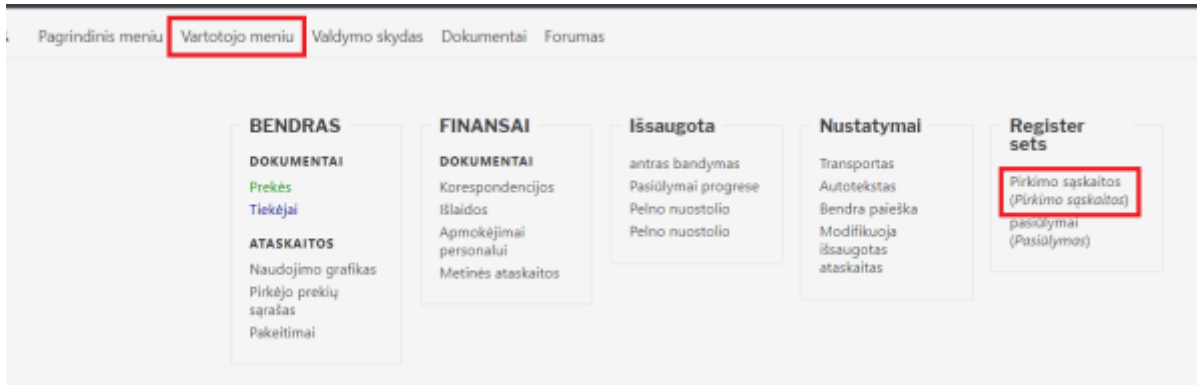 Pagrindinis meniu Vartotojo meniu Valdymo skydas Dokumentai Forumas
BENDRAS
DOKUMENTAI
Prekės
Tiekėjai
ATASKAITOS
Naudojimo grafikas
Pirkėjo prekių
sąrašas
Pakeitimai
FINANSAI
DOKUMENTAI
Korespondencijos
Išlaidos
Apmokėjimai
personalui
Metinės ataskaitos
Išsaugota
antras bandymas
Pasiūlymai progrese
Pelno nuostolio
Pelno nuostolio
Nustatymai
Transportas
Autotekstas
Bendra paieška
Modifikuoja
išsaugotas
ataskaitas
Register
sets
Pirkimo sąskaitos
(Pirkimo sąskaitos)
pasiūlymai
(Pasiūlymas)